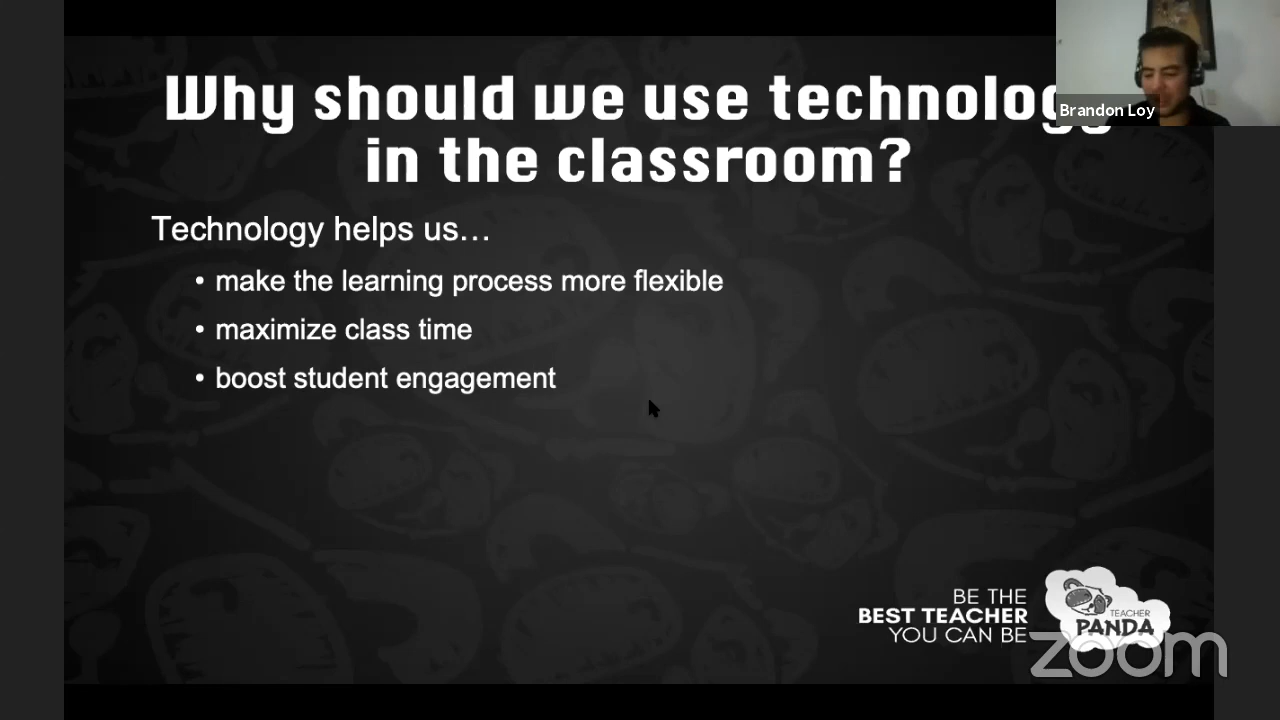 Why should we use technology
in the classroom?
Brandon Loy
Technology helps us…
• make the learning process more flexible
• maximize class time
• boost student engagement
BE THE
BEST TEACHER
YOU CAN BE
TEACHER
PANDA
zoom